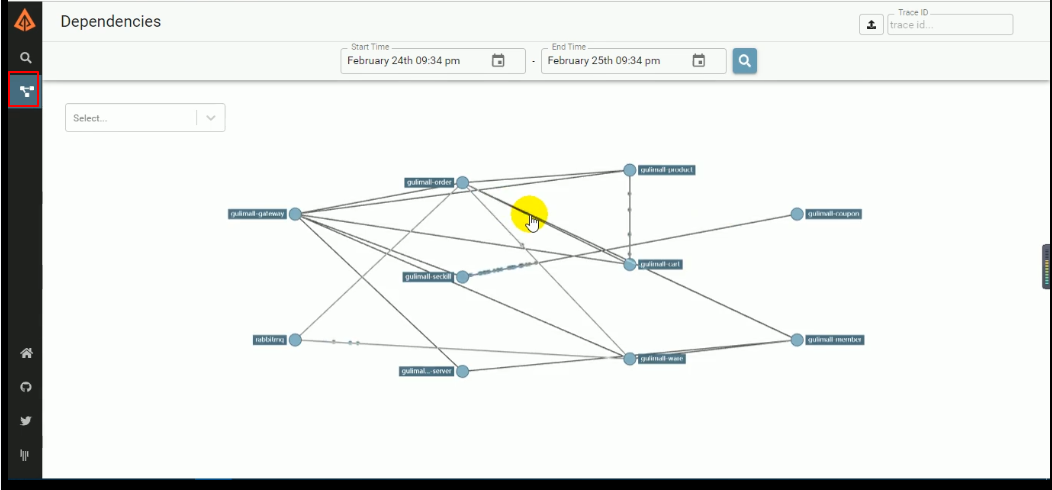 Dependencies
Trace ID
trace id...
Start Time
February 24th 09:34 pm
-
End Time
February 25th 09:34 pm
Select...
gulimall-product
gulimall-order
gulimall-gateway
gulimall-coupon
gulimall-cart
gulimall-seckill
rabbitmq
gulimall-member
gulimall-ware
gulimal...-server